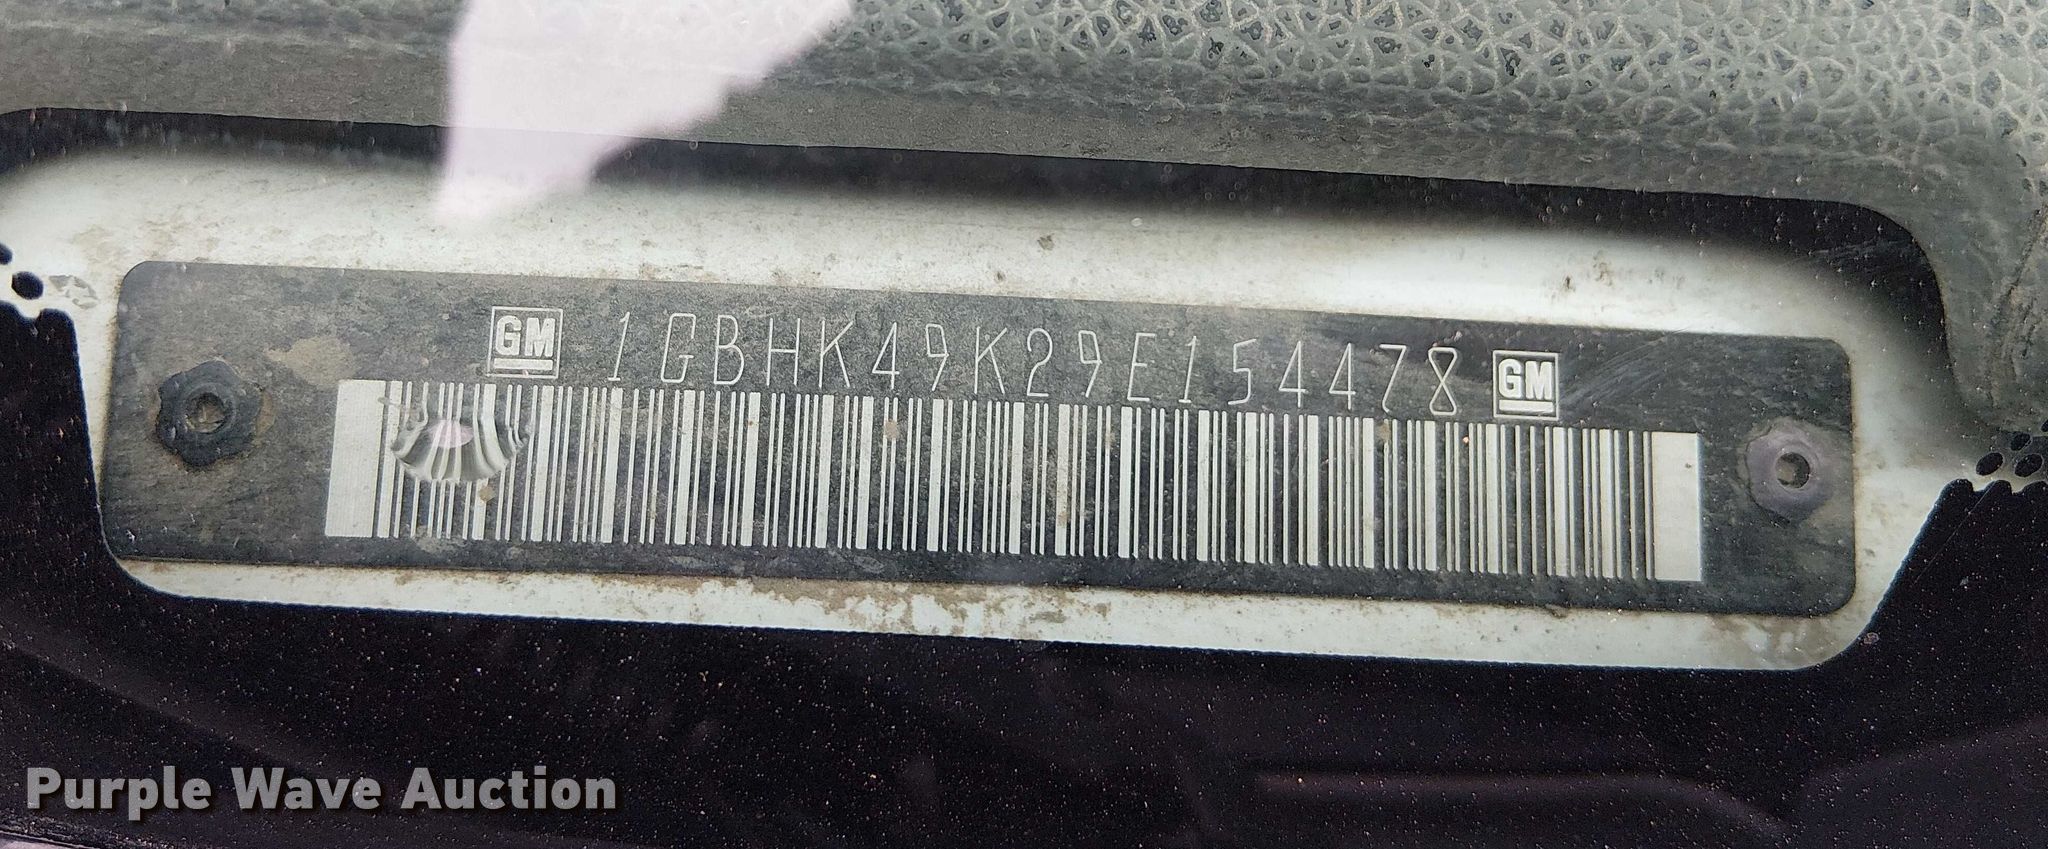 GM 1GBHK49K29E154478 GM
Purple Wave Auction